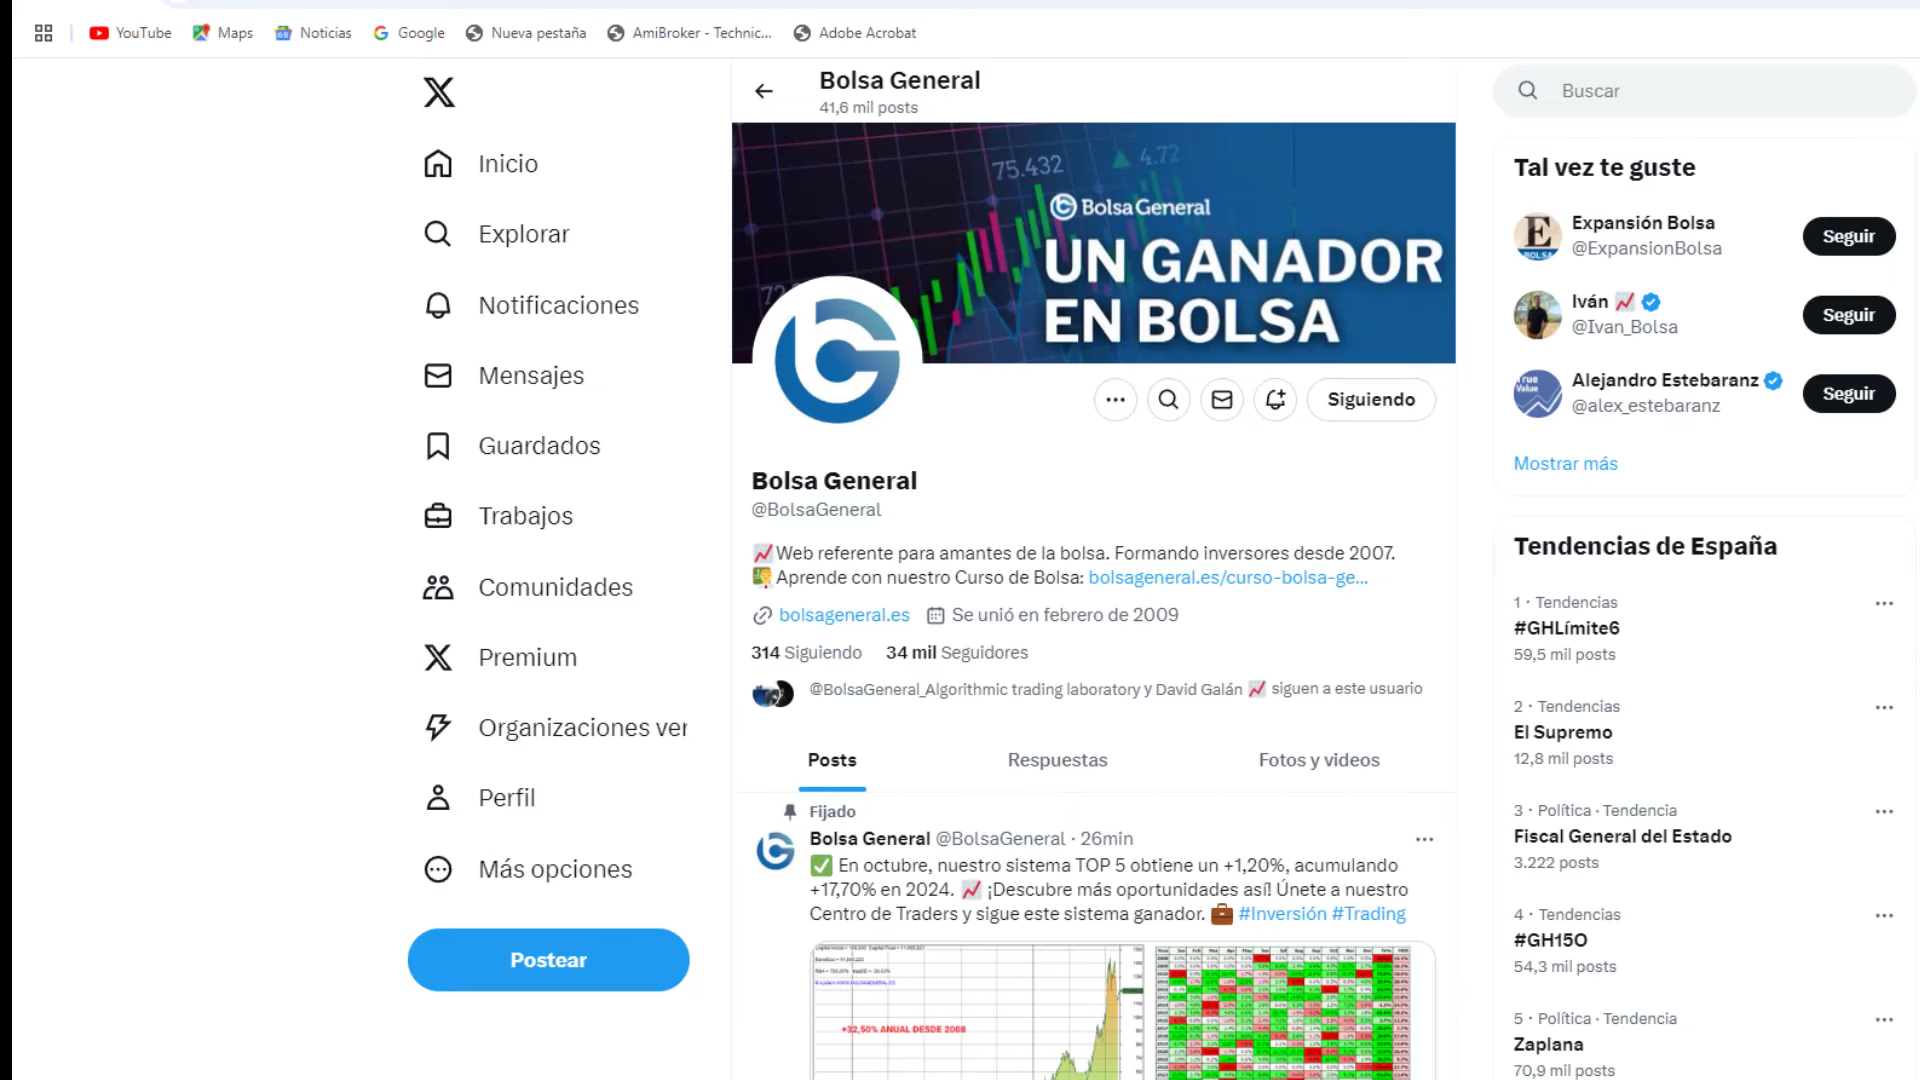 YouTube
Maps
Noticias
Google
Nueva pestaña
AmiBroker - Technic...
Adobe Acrobat
Inicio
Explorar
Notificaciones
Mensajes
Guardados
Trabajos
Comunidades
Premium
Organizaciones ver
Perfil
Más opciones
Postear
Bolsa General
41,6 mil posts
75.432
4.72
BolsaGeneral
UN GANADOR
EN BOLSA
Siguiendo
Bolsa General
@BolsaGeneral
Web referente para amantes de la bolsa. Formando inversores desde 2007.
Aprende con nuestro Curso de Bolsa: bolsageneral.es/curso-bolsa-ge...
bolsageneral.es Se unió en febrero de 2009
314 Siguiendo 34 mil Seguidores
@BolsaGeneral_Algorithmic trading laboratory y David Galán siguen a este usuario
Posts
Respuestas
Fotos y videos
Fijado
Bolsa General @BolsaGeneral · 26min
En octubre, nuestro sistema TOP 5 obtiene un +1,20%, acumulando
+17,70% en 2024. ¡Descubre más oportunidades así! Únete a nuestro
Centro de Traders y sigue este sistema ganador. #Inversión #Trading
+32,50% ANUAL DESDE 2008
Buscar
Tal vez te guste
Expansión Bolsa
@ExpansionBolsa
Seguir
Iván
@Ivan_Bolsa
Seguir
Alejandro Estebaranz
@alex_estebaranz
Seguir
Mostrar más
Tendencias de España
1 · Tendencias
#GHLímite6
59,5 mil posts
2 · Tendencias
El Supremo
12,8 mil posts
3 · Política · Tendencia
Fiscal General del Estado
3.222 posts
4 · Tendencias
#GH15O
54,3 mil posts
5 · Política · Tendencia
Zaplana
70,9 mil posts